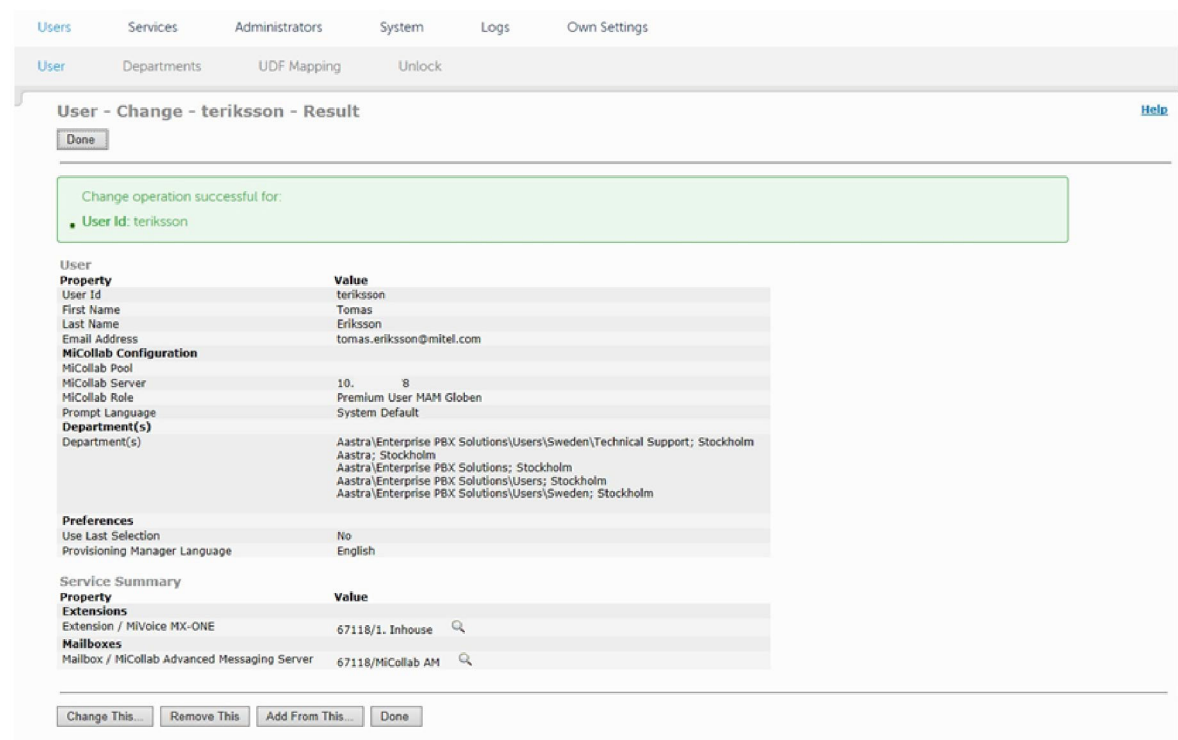 Users Services Administrators System Logs Own Settings
User Departments UDF Mapping Unlock
User - Change - teriksson - Result
Help
Done
Change operation successful for:
User Id: teriksson
User
Property Value
User Id teriksson
First Name Tomas
Last Name Eriksson
Email Address tomas.eriksson@mitel.com
MiCollab Configuration
MiCollab Pool
MiCollab Server 10. 8
MiCollab Role Premium User MAM Globen
Prompt Language System Default
Department(s)
Department(s) Aastra\Enterprise PBX Solutions\Users\Sweden\Technical Support; Stockholm
Aastra; Stockholm
Aastra\Enterprise PBX Solutions; Stockholm
Aastra\Enterprise PBX Solutions\Users; Stockholm
Aastra\Enterprise PBX Solutions\Users\Sweden; Stockholm
Preferences
Use Last Selection No
Provisioning Manager Language English
Service Summary
Property Value
Extensions
Extension / MiVoice MX-ONE 67118/1. Inhouse
Mailboxes
Mailbox / MiCollab Advanced Messaging Server 67118/MiCollab AM
Change This... Remove This Add From This... Done